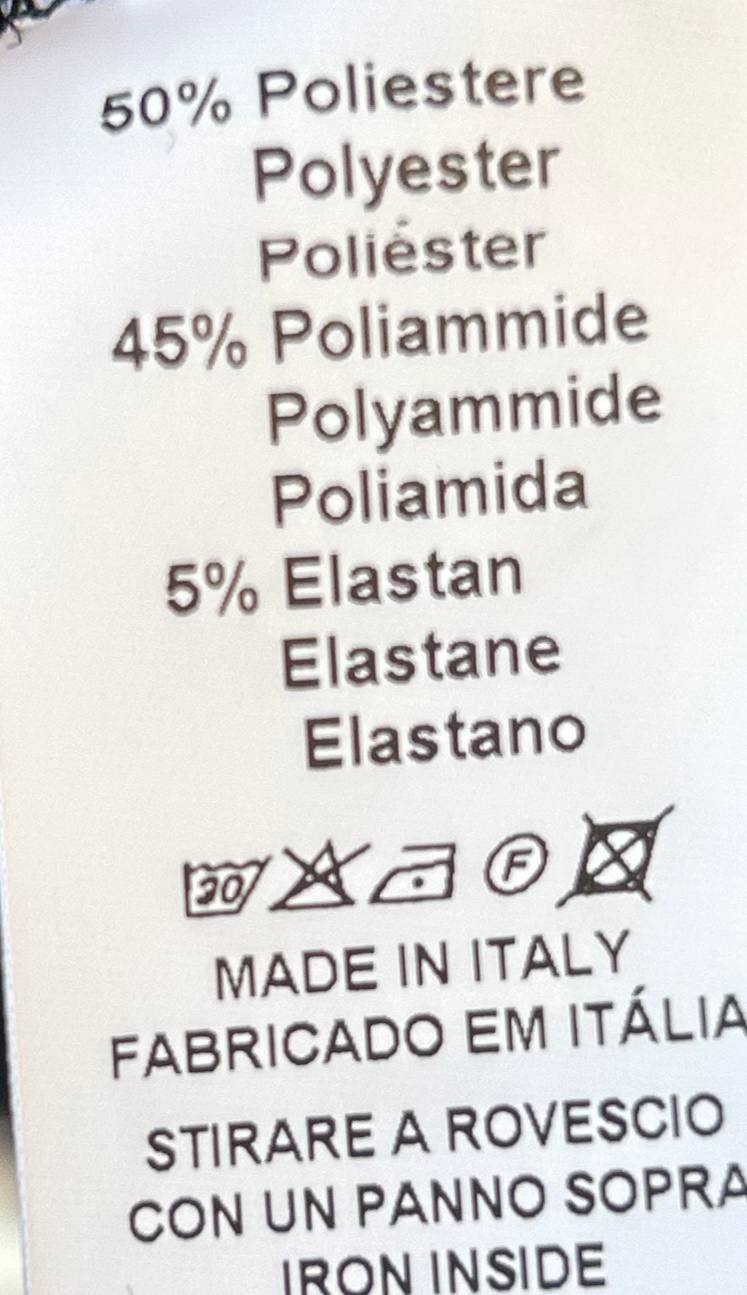 50% Poliestere
Polyester
Poliéster
45% Poliammide
Polyammide
Poliamida
5% Elastan
Elastane
Elastano
30 F
MADE IN ITALY
FABRICADO EM ITÁLIA
STIRARE A ROVESCIO
CON UN PANNO SOPRA
IRON INSIDE